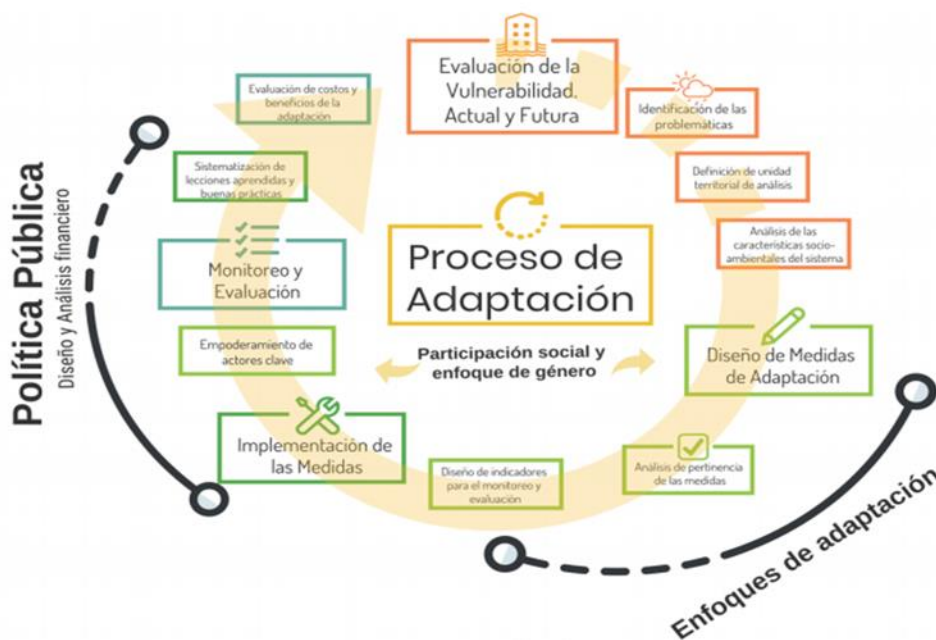 Proceso de
Adaptación
Participación social y
enfoque de género
Evaluación de la
Vulnerabilidad.
Actual y Futura
Identificación de las
problemáticas
Definición de unidad
territorial de análisis
Análisis de las
características socio-
ambientales del sistema
Diseño de Medidas
de Adaptación
Análisis de pertinencia
de las medidas
Diseño de indicadores
para el monitoreo y
evaluación
Implementación de
las Medidas
Empoderamiento de
actores clave
Monitoreo y
Evaluación
Sistematización de
lecciones aprendidas y
buenas prácticas
Evaluación de costos y
beneficios de la
adaptación
Política Pública
Diseño y Análisis financiero
Enfoques de adaptación